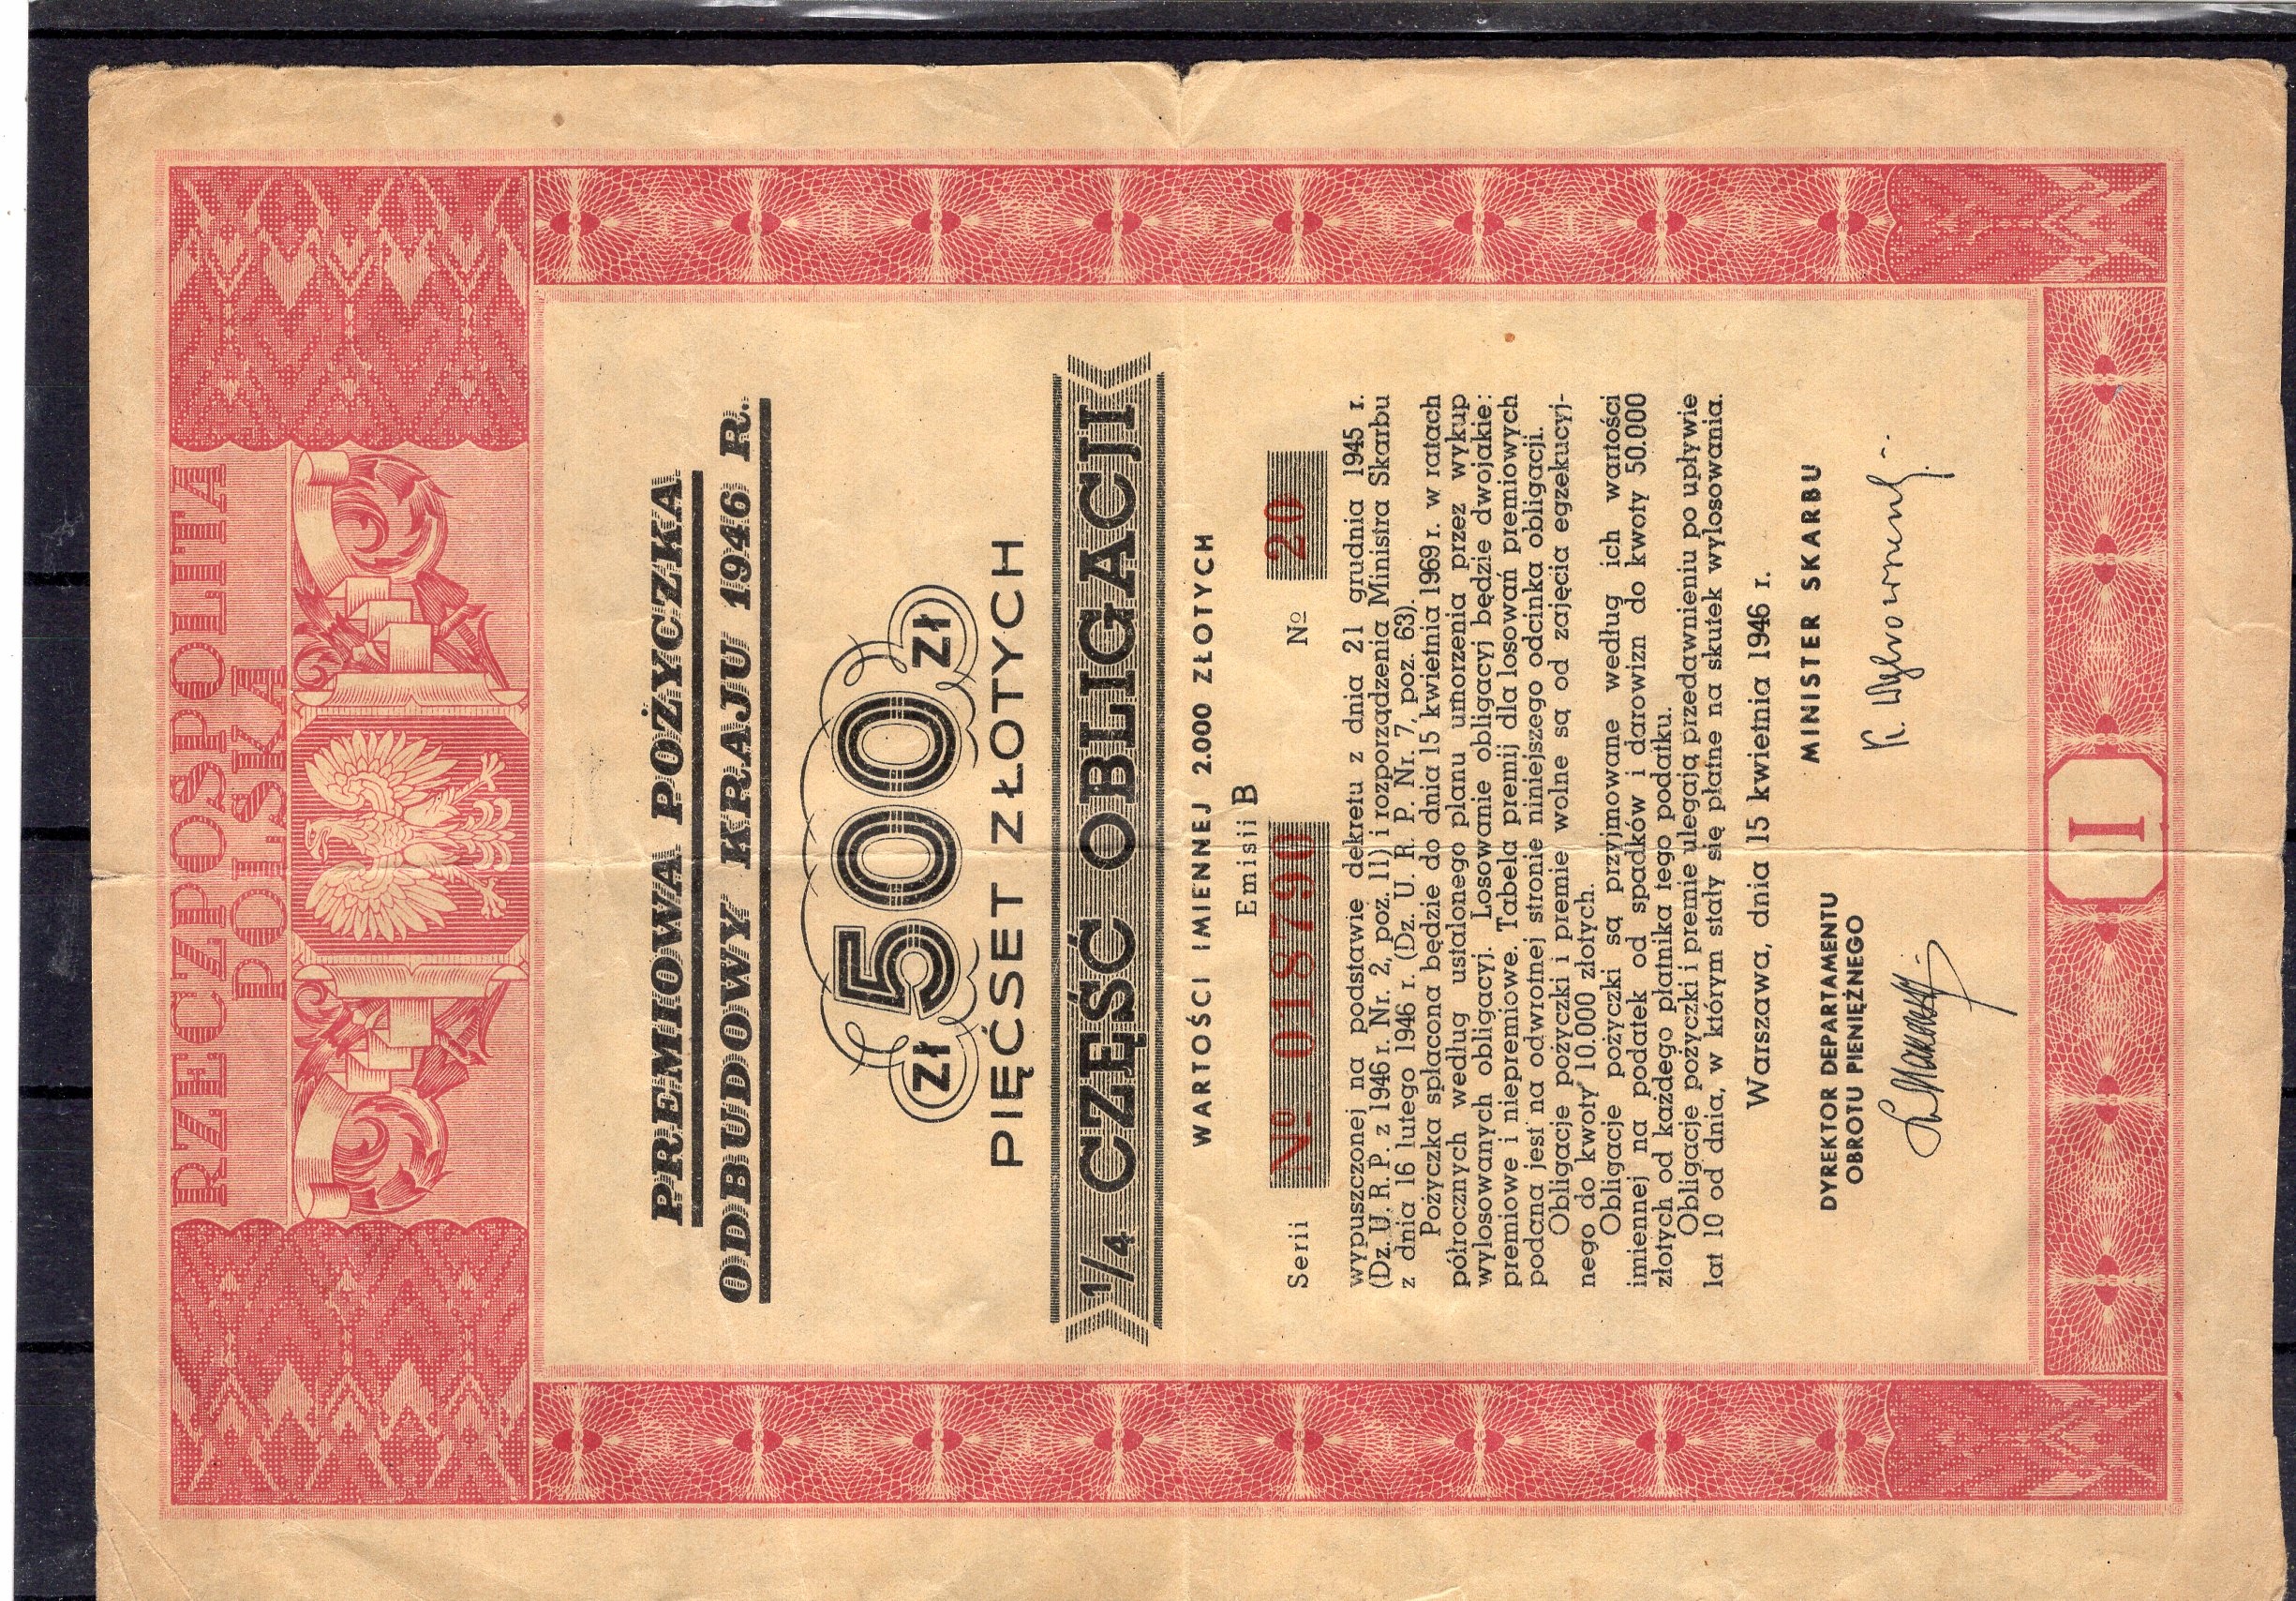 RZECZPOSPOLITA
POLSKA
PREMIOWA POŻYCZKA
ODBUDOWY KRAJU 1946 R.
zł 500 zł
PIĘĆSET ZŁOTYCH
1/4 CZĘŚĆ OBLIGACJI
WARTOŚCI IMIENNEJ 2.000 ZŁOTYCH
Emisji B
Serii № 018790 № 20
wypuszczonej na podstawie dekretu z dnia 21 grudnia 1945 r.
(Dz. U. R. P. z 1946 r. Nr. 2, poz. 11) i rozporządzenia Ministra Skarbu
z dnia 16 lutego 1946 r. (Dz. U. R. P. Nr. 7, poz. 63).
Pożyczka spłacona będzie do dnia 15 kwietnia 1969 r. w ratach
półrocznych według ustalonego planu umorzenia przez wykup
wylosowanych obligacyj. Losowanie obligacyj będzie dwojakie:
premiowe i niepremiowe. Tabela premij dla losowań premiowych
podana jest na odwrotnej stronie niniejszego odcinka obligacji.
Obligacje pożyczki i premie wolne są od zajęcia egzekucyj-
nego do kwoty 10.000 złotych.
Obligacje pożyczki są przyjmowane według ich wartości
imiennej na podatek od spadków i darowizn do kwoty 50.000
złotych od każdego płatnika tego podatku.
Obligacje pożyczki i premie ulegają przedawnieniu po upływie
lat 10 od dnia, w którym stały się płatne na skutek wylosowania.
Warszawa, dnia 15 kwietnia 1946 r.
DYREKTOR DEPARTAMENTU
OBROTU PIENIĘŻNEGO
MINISTER SKARBU
I